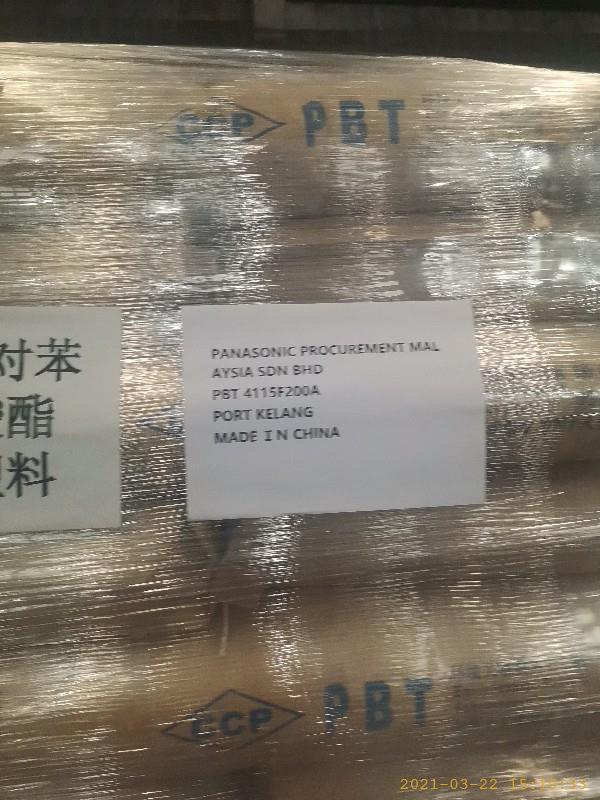 CCP PBT
对苯
酯
料
PANASONIC PROCUREMENT MAL
AYSIA SDN BHD
PBT 4115F200A
PORT KELANG
MADE IN CHINA
CCP PBT
2021-03-22